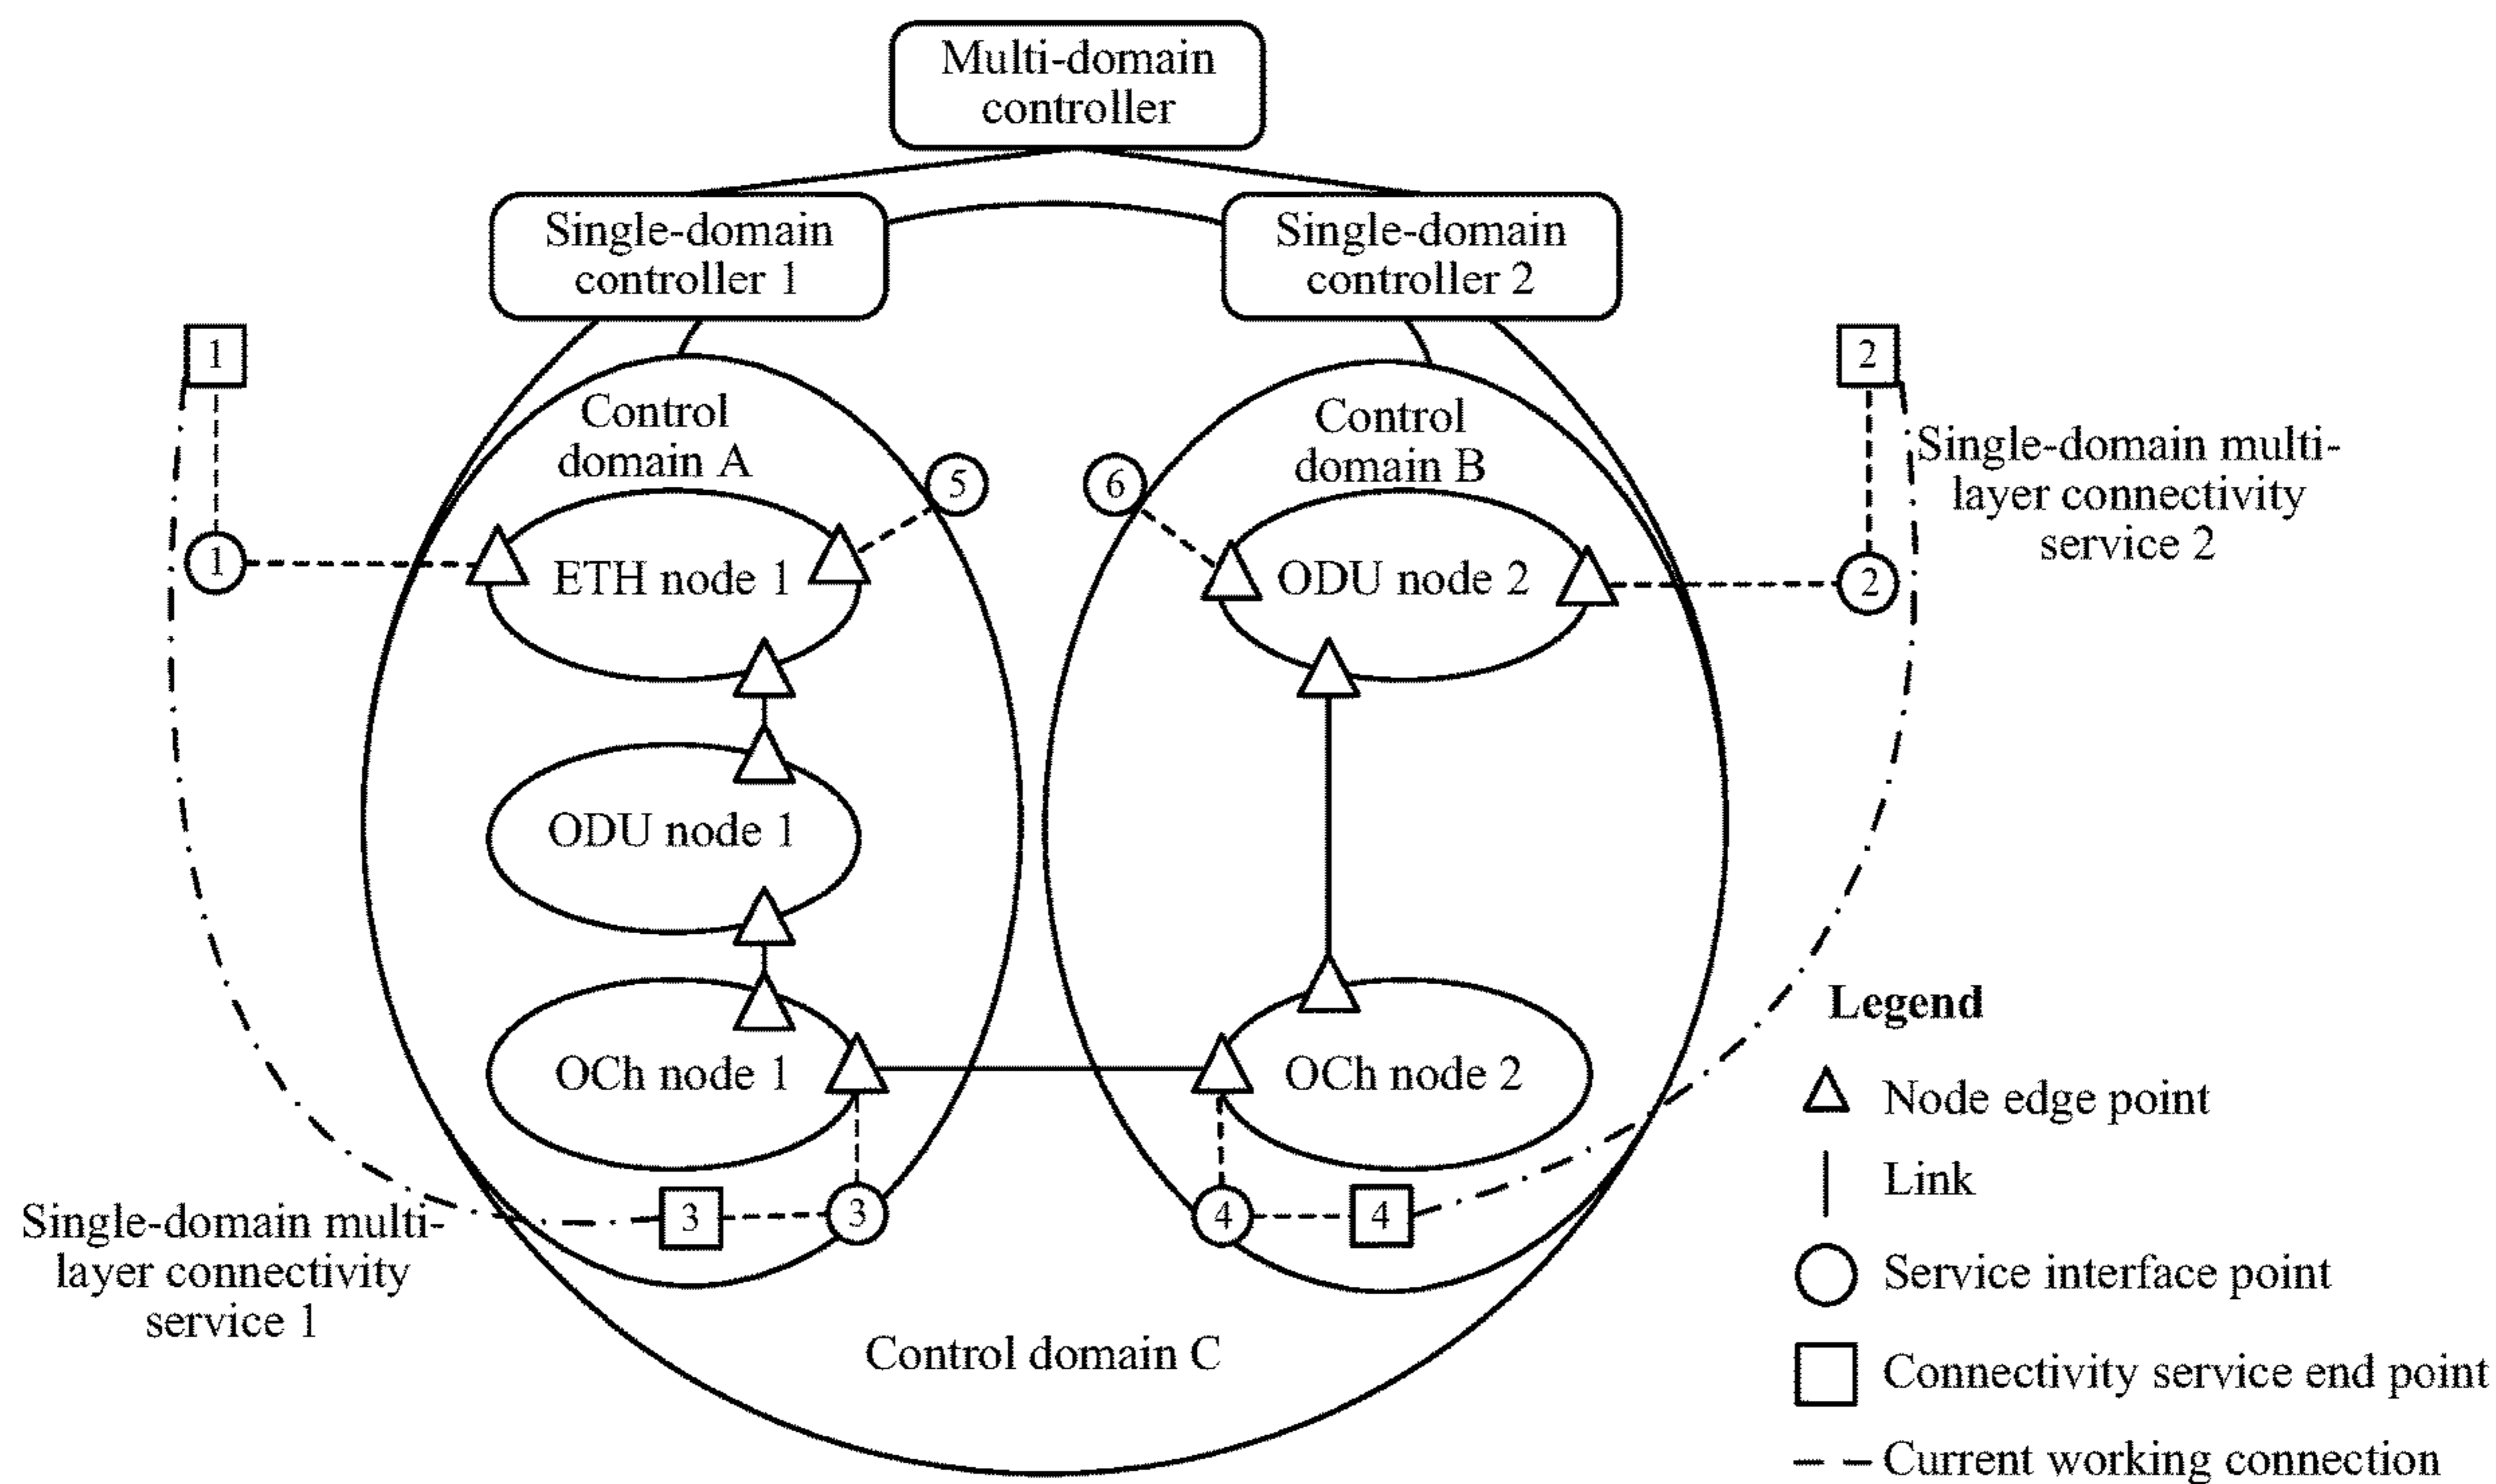 Multi-domain
controller
Single-domain
controller 1
Single-domain
controller 2
1
2
Control
domain A
Control
domain B
Single-domain multi-
layer connectivity
service 2
5
6
1
ETH node 1
ODU node 2
2
ODU node 1
OCh node 1
OCh node 2
3
3
4
4
Single-domain multi-
layer connectivity
service 1
Control domain C
Legend
Node edge point
Link
Service interface point
Connectivity service end point
Current working connection